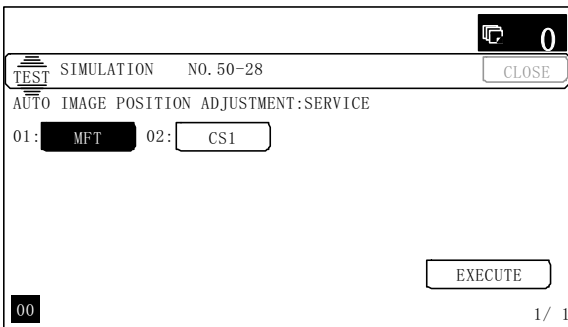 0
TEST SIMULATION NO.50-28 CLOSE
AUTO IMAGE POSITION ADJUSTMENT:SERVICE
01: MFT 02: CS1
EXECUTE
00 1/ 1